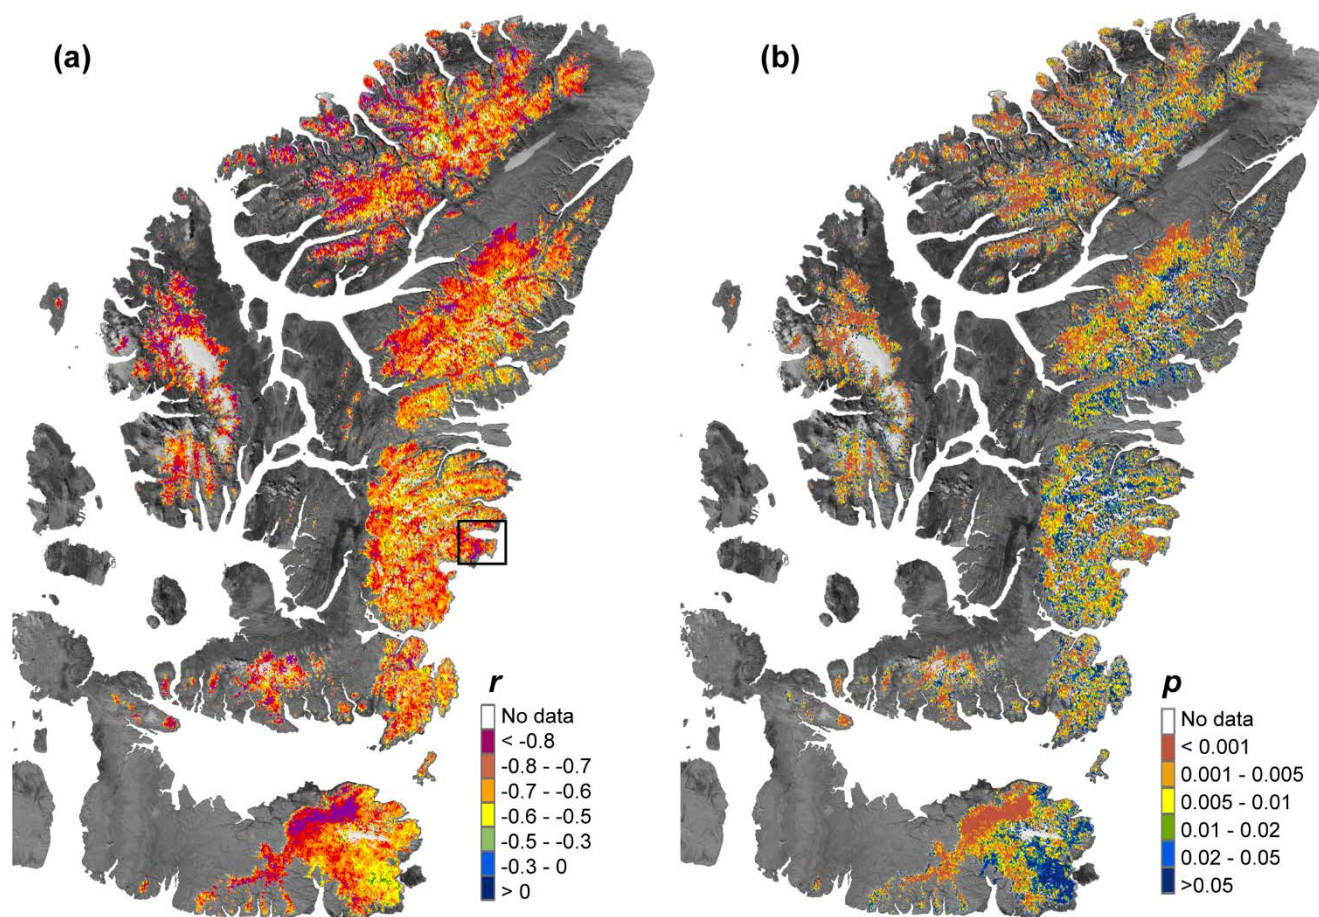 (a)
(b)
r
No data
< -0.8
-0.8 - -0.7
-0.7 - -0.6
-0.6 - -0.5
-0.5 - -0.3
-0.3 - 0
> 0
p
No data
< 0.001
0.001 - 0.005
0.005 - 0.01
0.01 - 0.02
0.02 - 0.05
>0.05